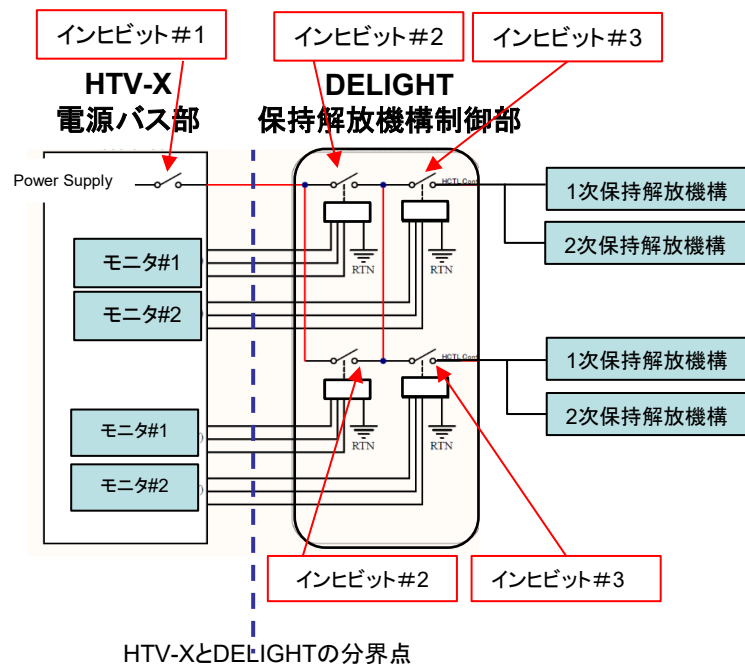 インヒビット#1
インヒビット#2
インヒビット#3
HTV-X
電源バス部
DELIGHT
保持解放機構制御部
Power Supply
HCTL Cont
1次保持解放機構
2次保持解放機構
モニタ#1
モニタ#2
RTN
RTN
HCTL Cont
1次保持解放機構
2次保持解放機構
モニタ#1
モニタ#2
RTN
RTN
インヒビット#2
インヒビット#3
HTV-XとDELIGHTの分界点